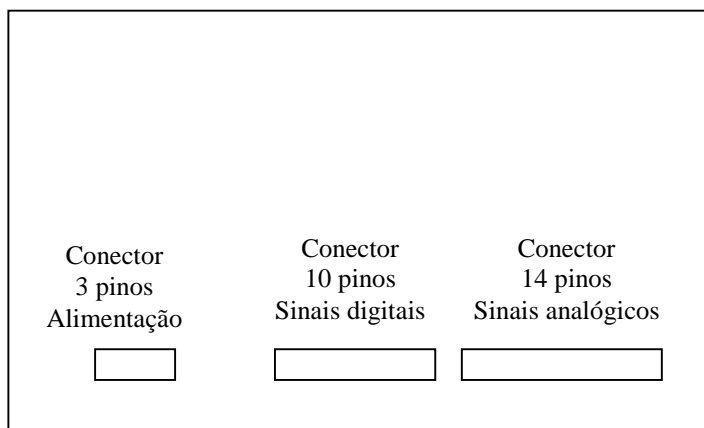 Conector
3 pinos
Alimentação
Conector
10 pinos
Sinais digitais
Conector
14 pinos
Sinais analógicos